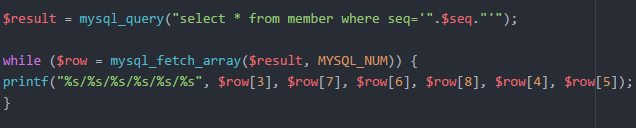 $result = mysql_query("select * from member where seq='".$seq."'");
while ($row = mysql_fetch_array($result, MYSQL_NUM)) {
printf("%s/%s/%s/%s/%s/%s", $row[3], $row[7], $row[6], $row[8], $row[4], $row[5]);
}